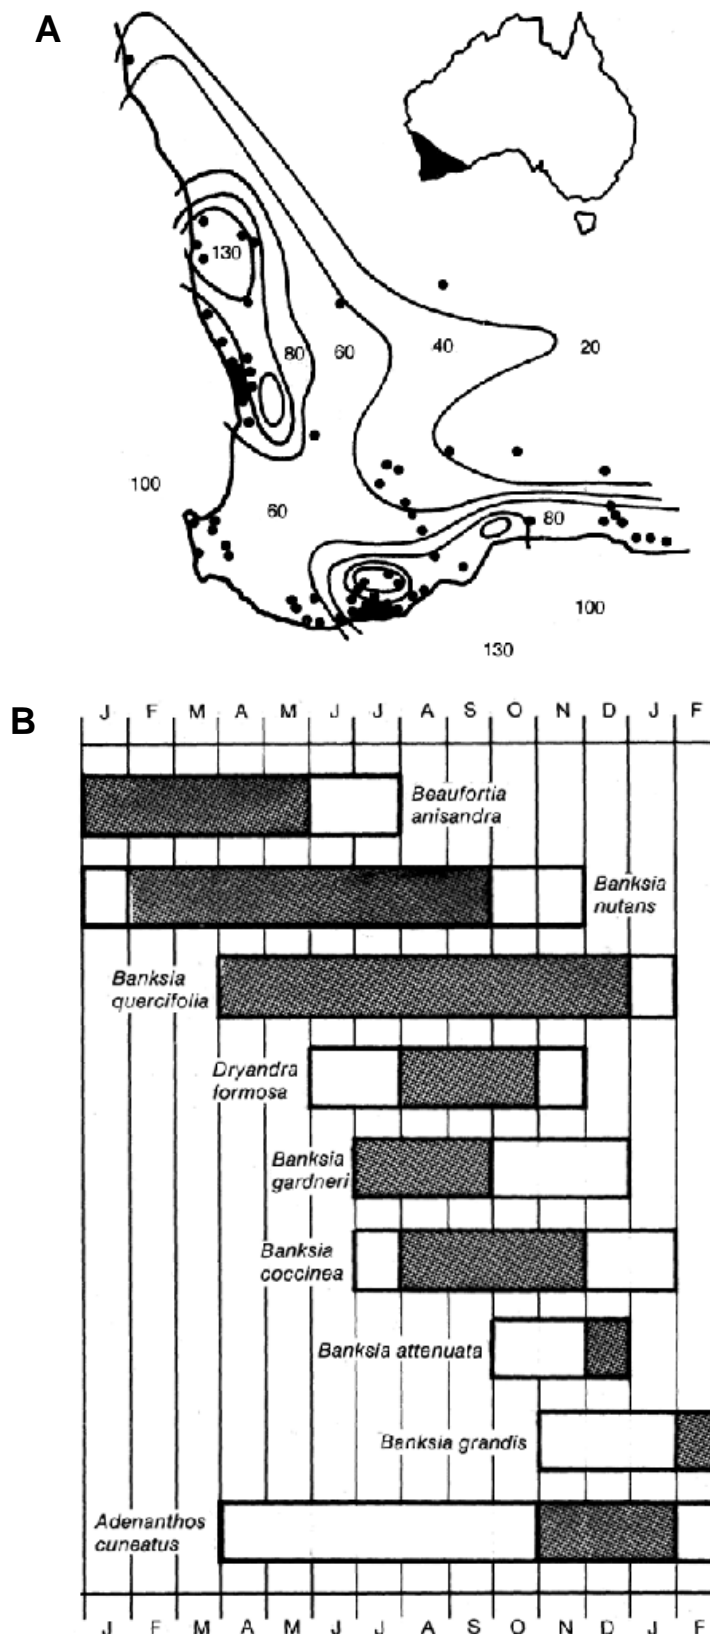 A
130
80
60
40
20
100
60
80
100
130
B
J F M A M J J A S O N D J F
Beaufortia
anisandra
Banksia
nutans
Banksia
quercifolia
Dryandra
formosa
Banksia
gardneri
Banksia
coccinea
Banksia attenuata
Banksia grandis
Adenanthos
cuneatus
J F M A M J J A S O N D J F